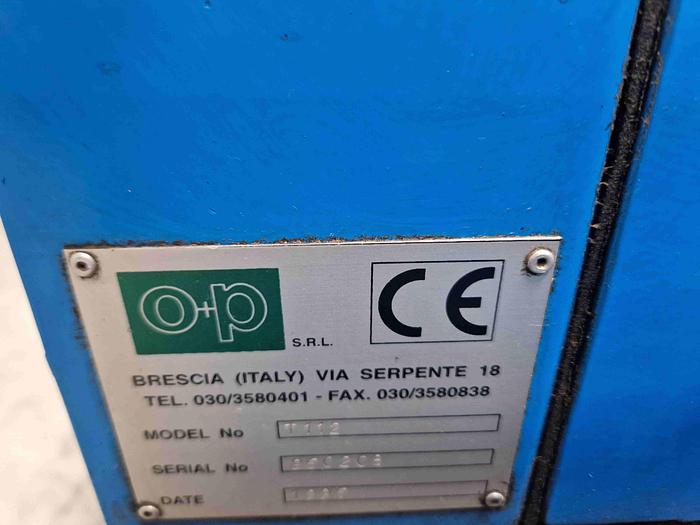 o+p
S.R.L.
CE
BRESCIA (ITALY) VIA SERPENTE 18
TEL. 030/3580401 - FAX. 030/3580838
MODEL No
SERIAL No
DATE